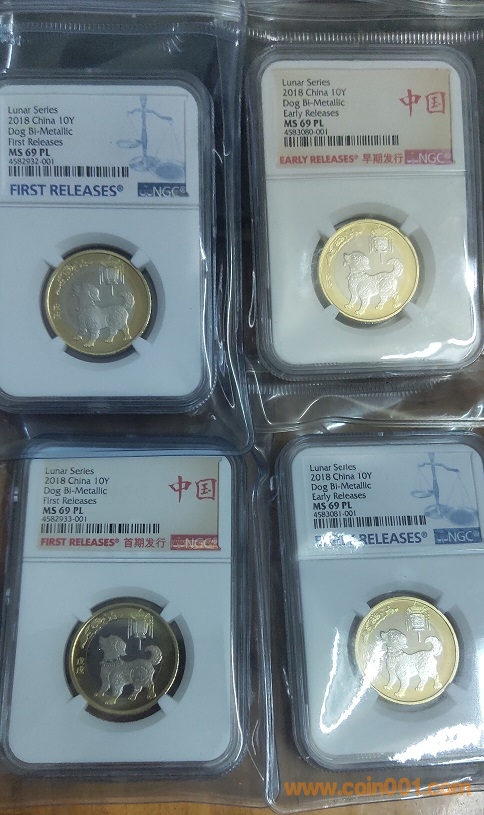 Lunar Series
2018 China 10Y
Dog Bi-Metallic
First Releases
MS 69 PL
4582932-001
FIRST RELEASES®
NGC
Lunar Series
2018 China 10Y
Dog Bi-Metallic
Early Releases
MS 69 PL
4583080-001
中国
EARLY RELEASES® 早期发行
NGC
Lunar Series
2018 China 10Y
Dog Bi-Metallic
First Releases
MS 69 PL
4582933-001
中国
FIRST RELEASES® 首期发行
NGC
戊戌
Lunar Series
2018 China 10Y
Dog Bi-Metallic
Early Releases
MS 69 PL
4583081-001
RELEASES®
NGC
www.coin001.com